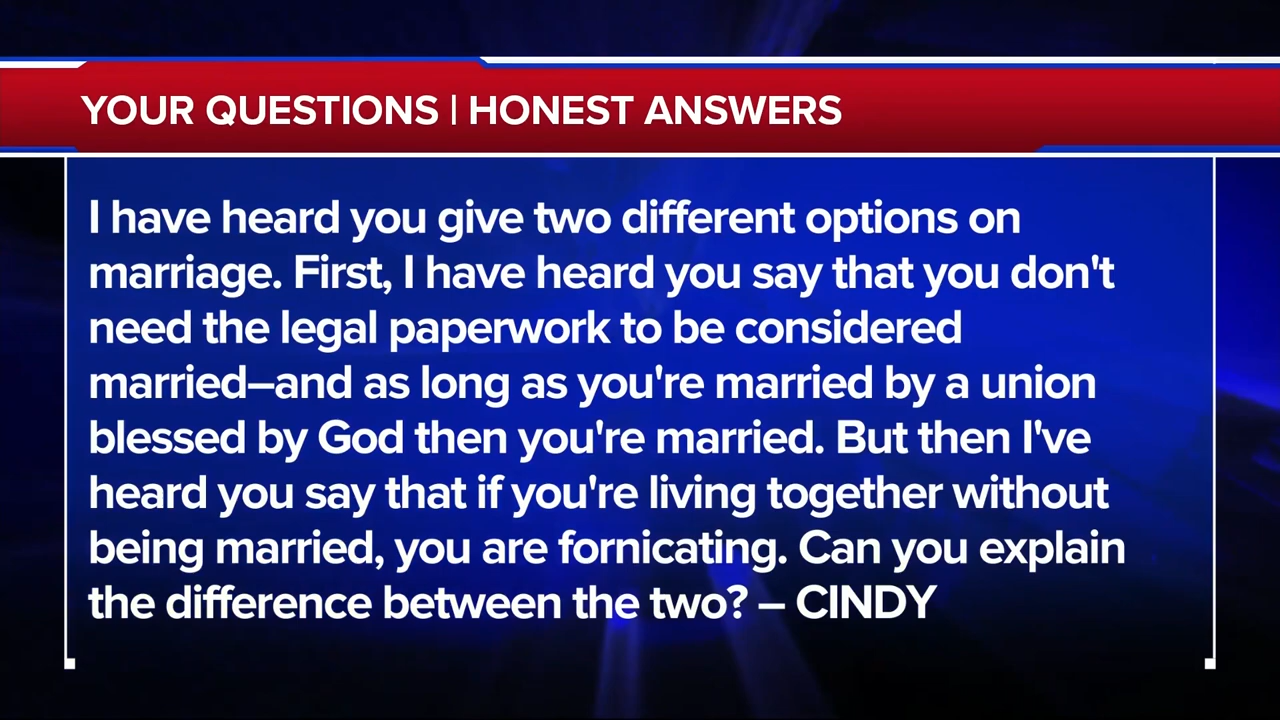 YOUR QUESTIONS | HONEST ANSWERS
I have heard you give two different options on
marriage. First, I have heard you say that you don't
need the legal paperwork to be considered
married–and as long as you're married by a union
blessed by God then you're married. But then I've
heard you say that if you're living together without
being married, you are fornicating. Can you explain
the difference between the two? – CINDY